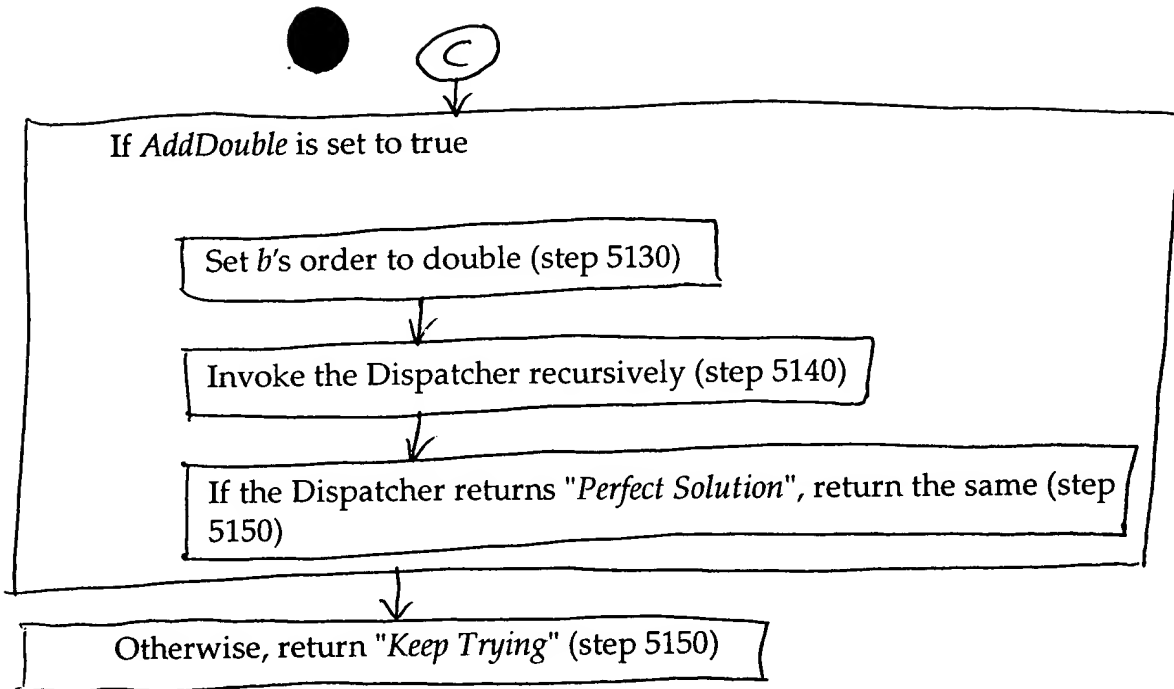 C
If AddDouble is set to true
Set b's order to double (step 5130)
Invoke the Dispatcher recursively (step 5140)
If the Dispatcher returns "Perfect Solution", return the same (step
5150)
Otherwise, return "Keep Trying" (step 5150)